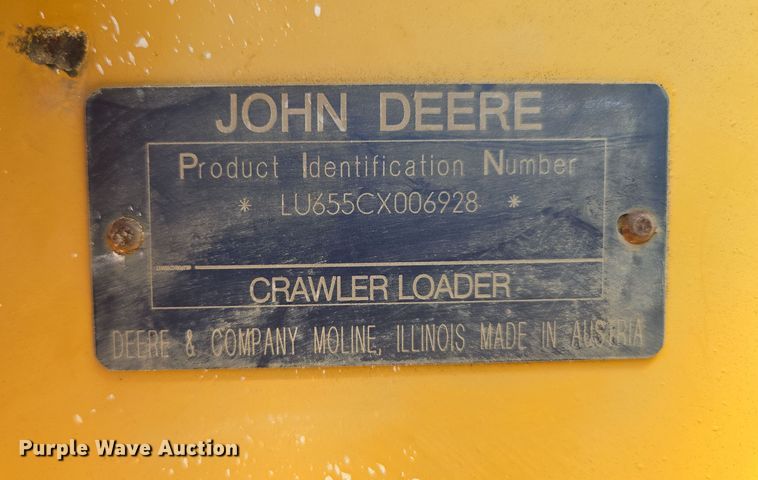 JOHN DEERE
Product Identification Number
* LU655CX006928 *
CRAWLER LOADER
DEERE & COMPANY MOLINE, ILLINOIS MADE IN AUSTRIA
Purple Wave Auction